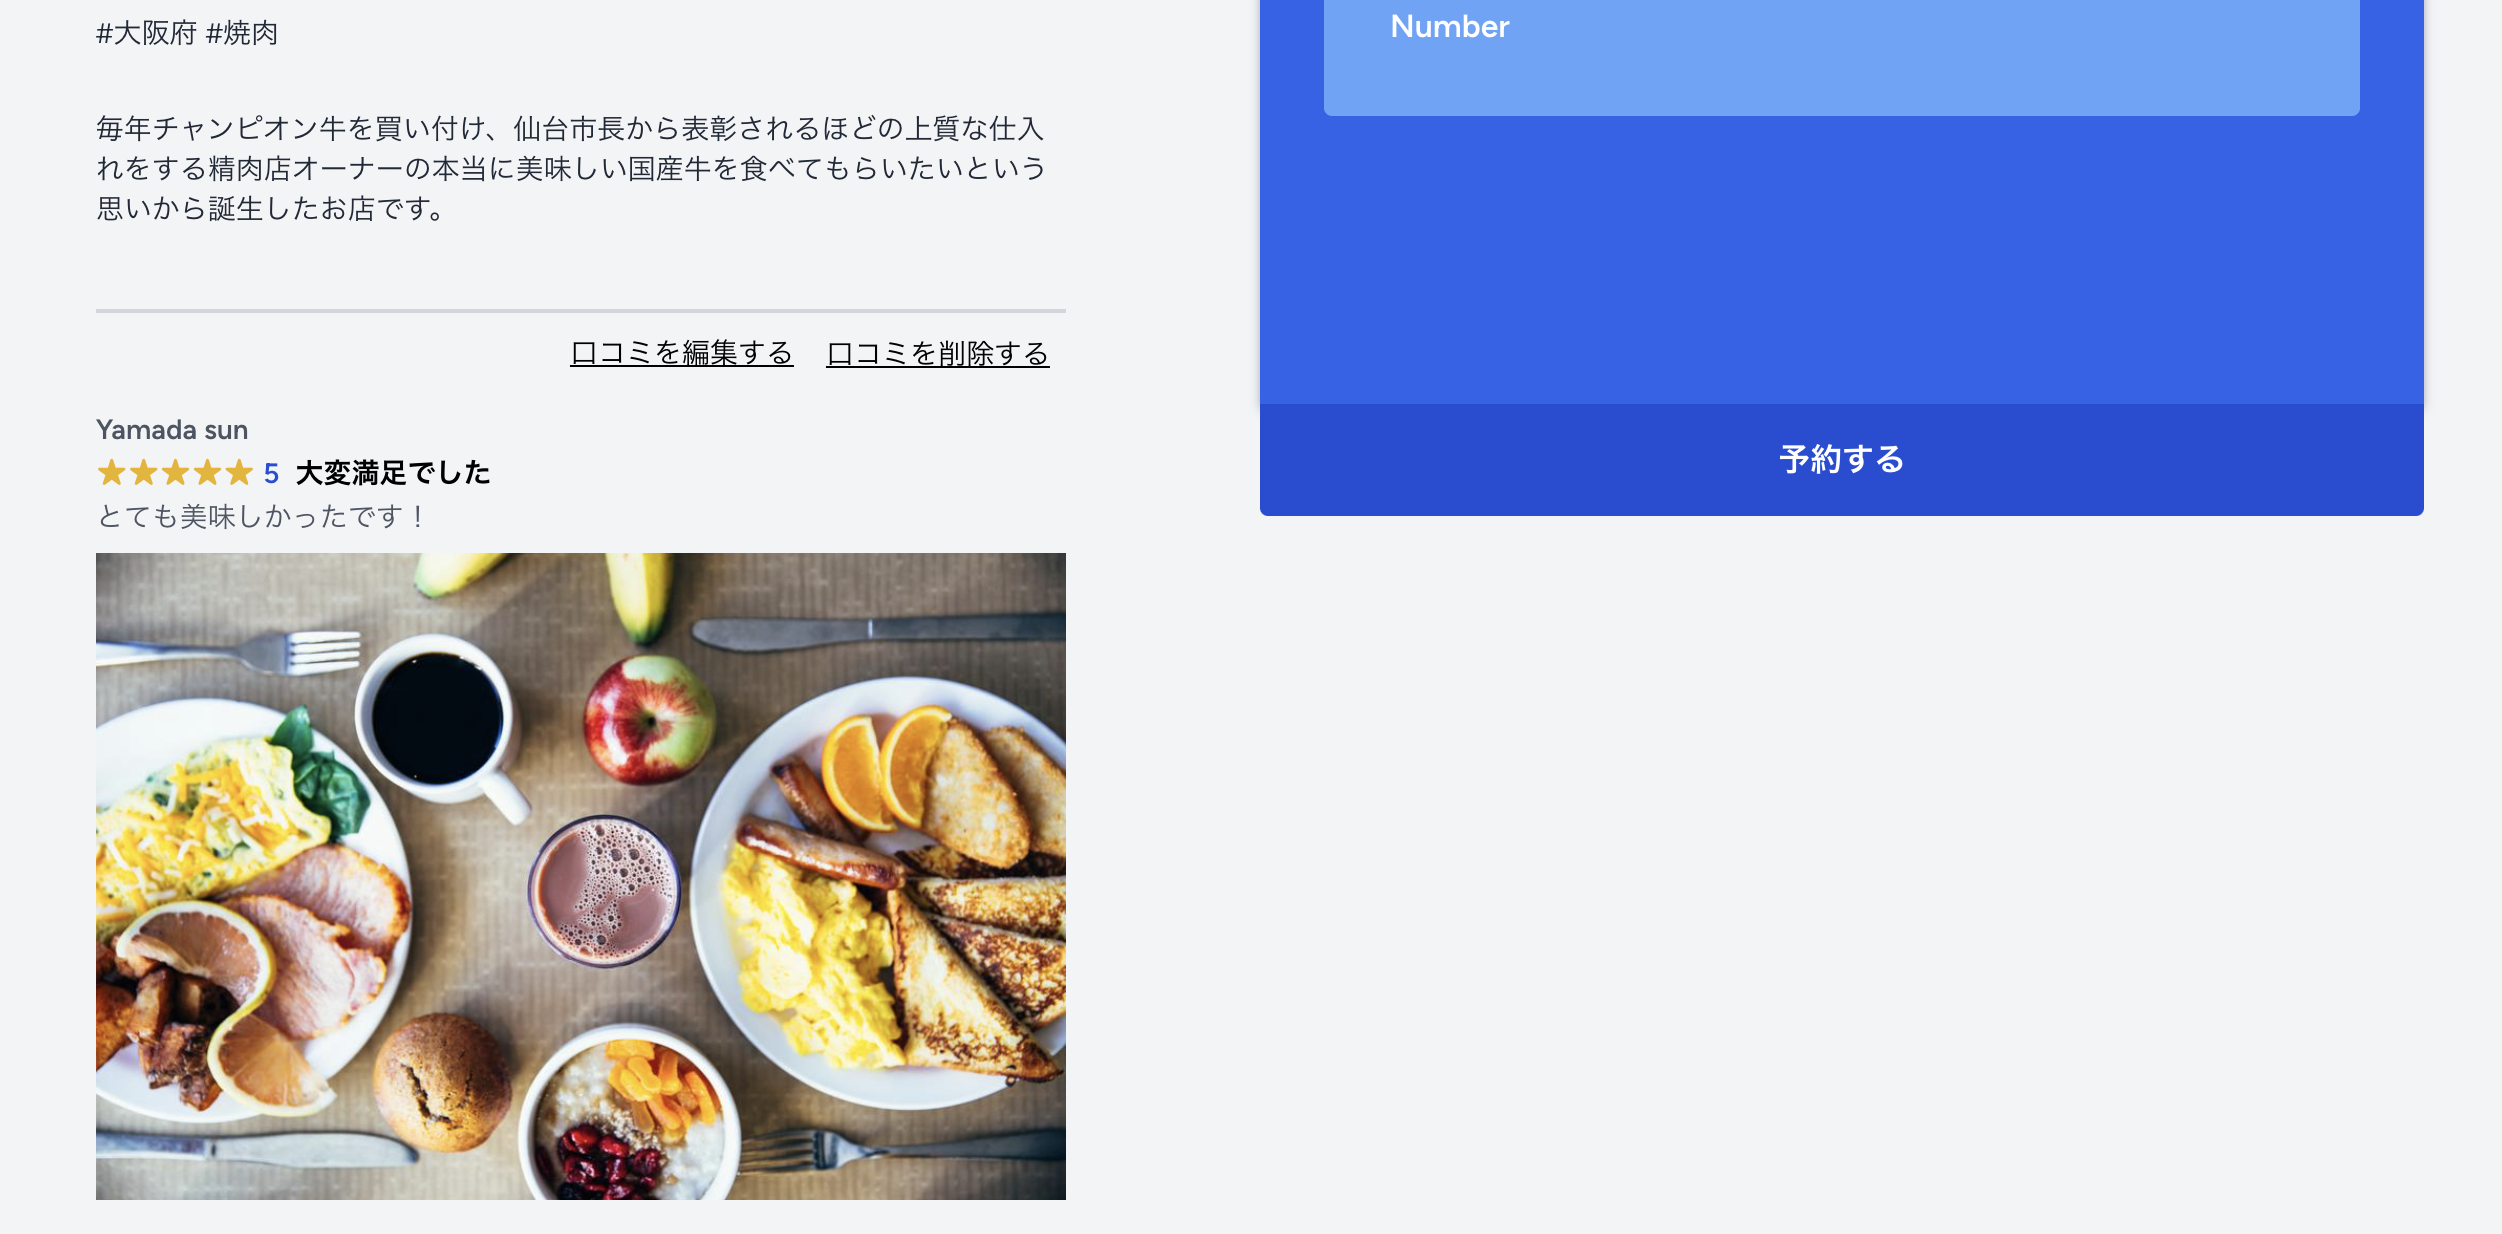 #大阪府 #焼肉
毎年チャンピオン牛を買い付け、仙台市長から表彰されるほどの上質な仕入
れをする精肉店オーナーの本当に美味しい国産牛を食べてもらいたいという
思いから誕生したお店です。
口コミを編集する 口コミを削除する
Yamada sun
5 大変満足でした
とても美味しかったです！
Number
予約する